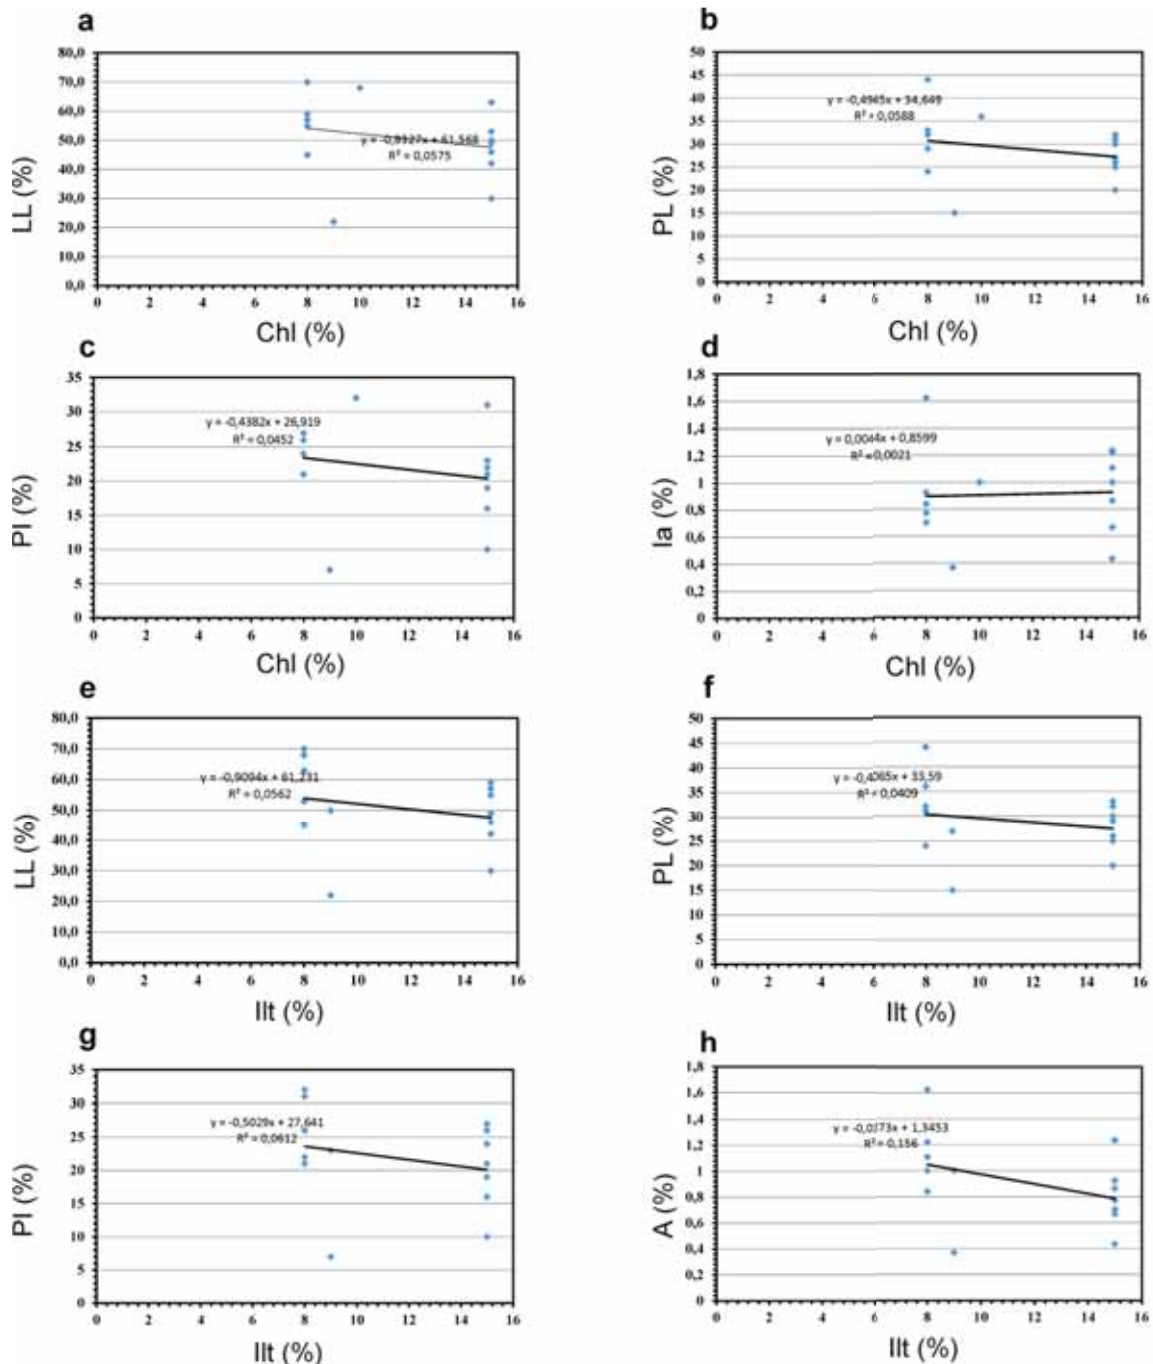 a
80,0
70,0
60,0
50,0
40,0
30,0
20,0
10,0
0,0
LL (%)
y = -0,9327x + 61,568
R² = 0,0575
0 2 4 6 8 10 12 14 16
Chl (%)
b
50
45
40
35
30
25
20
15
10
5
0
PL (%)
y = -0,4945x + 34,649
R² = 0,0588
0 2 4 6 8 10 12 14 16
Chl (%)
c
35
30
25
20
15
10
5
0
PI (%)
y = -0,4382x + 26,919
R² = 0,0452
0 2 4 6 8 10 12 14 16
Chl (%)
d
1,8
1,6
1,4
1,2
1
0,8
0,6
0,4
0,2
0
Ia (%)
y = 0,0044x + 0,8599
R² = 0,0021
0 2 4 6 8 10 12 14 16
Chl (%)
e
80,0
70,0
60,0
50,0
40,0
30,0
20,0
10,0
0,0
LL (%)
y = -0,9094x + 61,231
R² = 0,0562
0 2 4 6 8 10 12 14 16
Ilt (%)
f
50
45
40
35
30
25
20
15
10
5
0
PL (%)
y = -0,4065x + 33,59
R² = 0,0409
0 2 4 6 8 10 12 14 16
Ilt (%)
g
35
30
25
20
15
10
5
0
PI (%)
y = -0,5029x + 27,641
R² = 0,0612
0 2 4 6 8 10 12 14 16
Ilt (%)
h
1,8
1,6
1,4
1,2
1
0,8
0,6
0,4
0,2
0
A (%)
y = -0,0373x + 1,3453
R² = 0,156
0 2 4 6 8 10 12 14 16
Ilt (%)